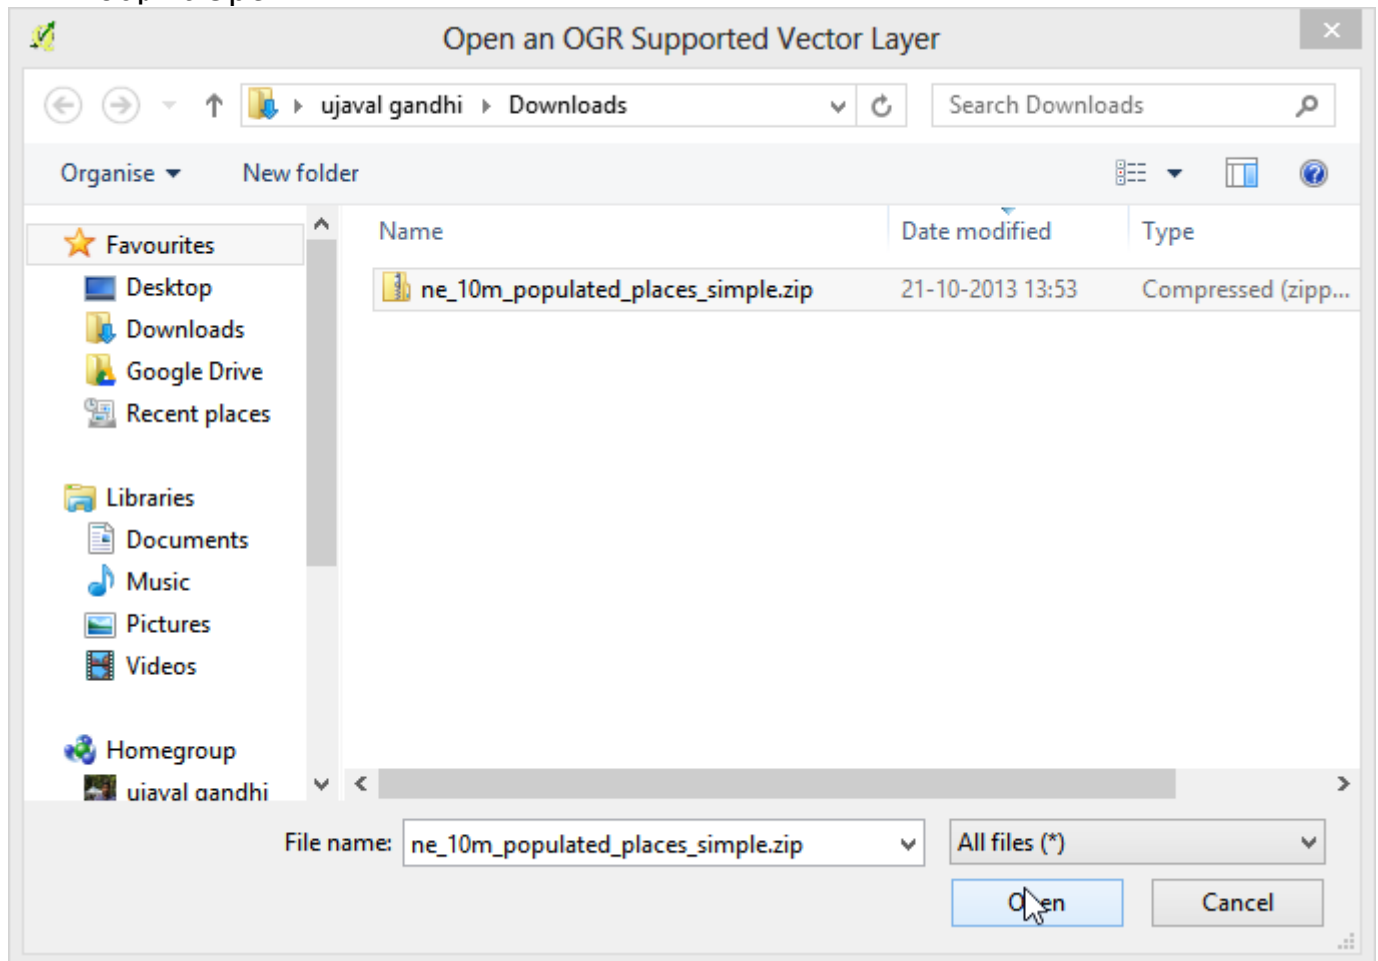 Open an OGR Supported Vector Layer
ujaval gandhi Downloads
Search Downloads
Organise
New folder
Name
Date modified
Type
Favourites
Desktop
Downloads
Google Drive
Recent places
Libraries
Documents
Music
Pictures
Videos
Homegroup
ujaval gandhi
ne_10m_populated_places_simple.zip
21-10-2013 13:53
Compressed (zipp...
File name:
ne_10m_populated_places_simple.zip
All files (*)
Open
Cancel